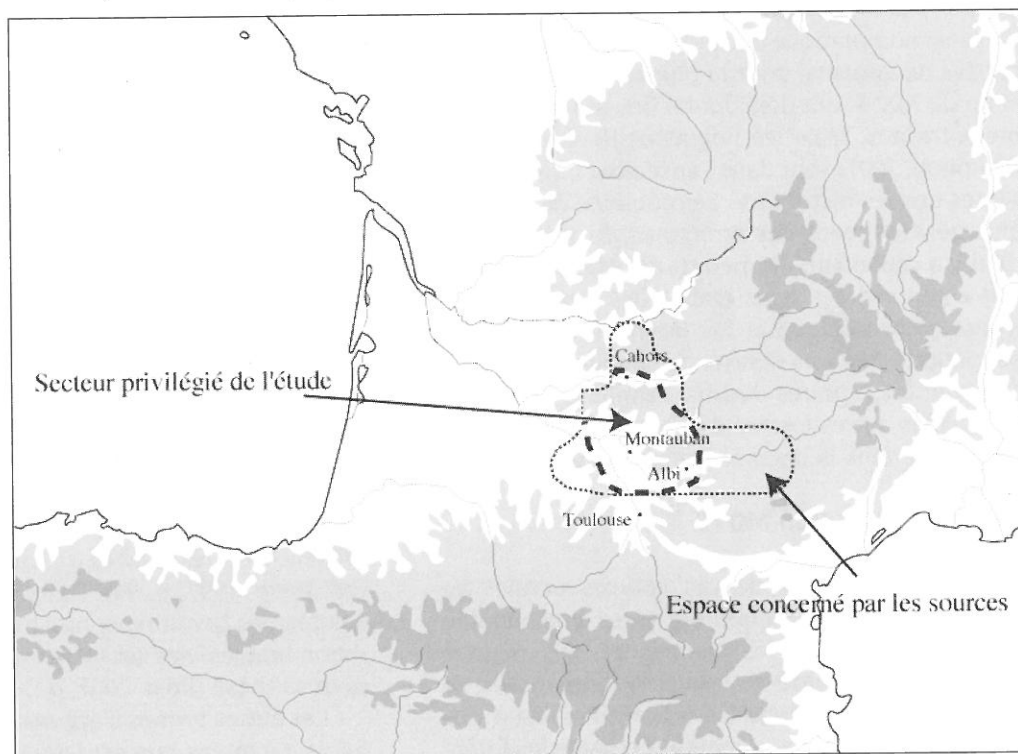 Cahors
Secteur privilégié de l'étude
Montauban
Albi
Toulouse
Espace concerné par les sources